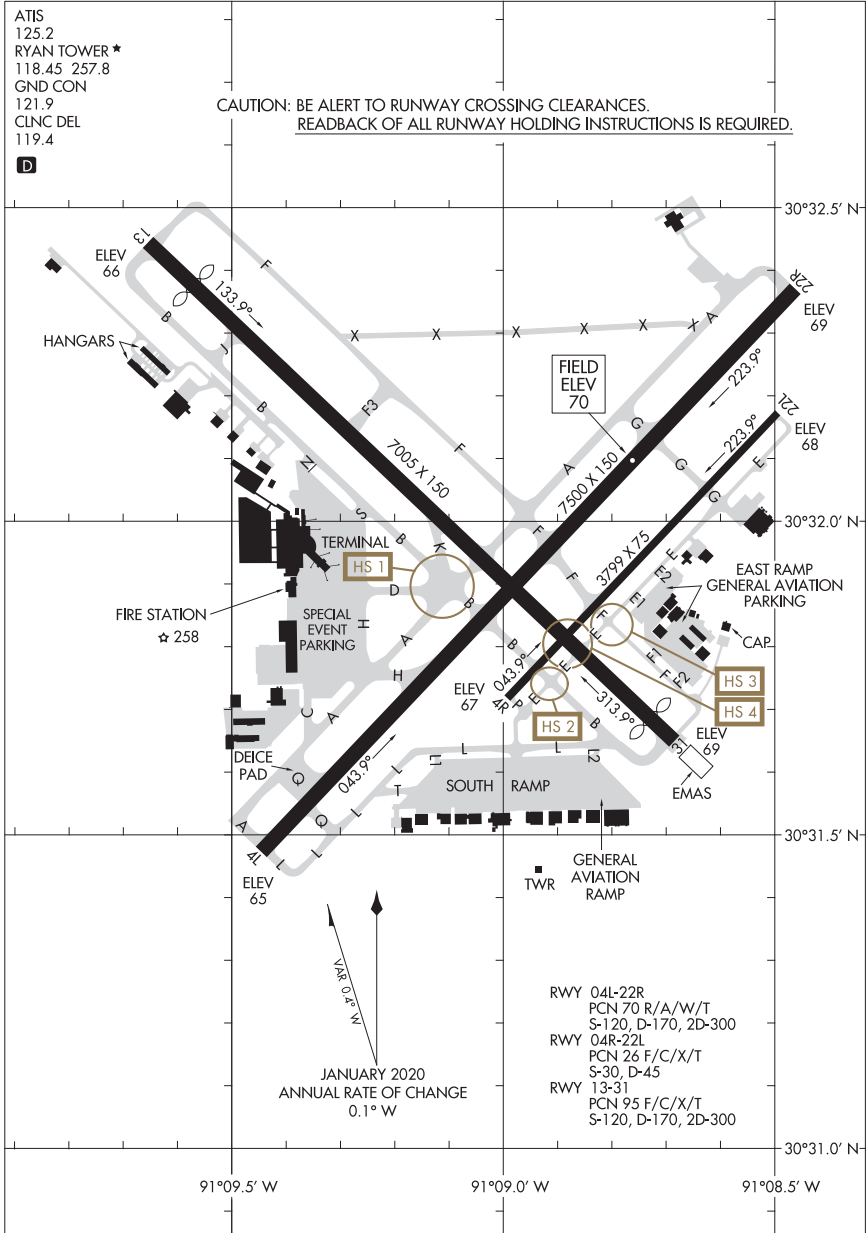 ATIS
125.2
RYAN TOWER ★
118.45 257.8
GND CON
121.9
CLNC DEL
119.4
D
CAUTION: BE ALERT TO RUNWAY CROSSING CLEARANCES.
READBACK OF ALL RUNWAY HOLDING INSTRUCTIONS IS REQUIRED.
30°32.5' N
13
ELEV
66
133.9°
F
B
J
B
HANGARS
X X X X X X
A
22R
ELEV
69
223.9°
FIELD
ELEV
70
22L
ELEV
68
223.9°
F3
F
7005 X 150
7500 X 150
A
G
G
G
E
N
S
B
K
F
F
30°32.0' N
TERMINAL
HS 1
D
B
3799 X 75
E
E2
E1
EAST RAMP
GENERAL AVIATION
PARKING
FIRE STATION
☆ 258
SPECIAL
EVENT
PARKING
H
A
H
B
F
E
F1
F
F2
CAP
HS 3
HS 4
043.9°
ELEV
67
4R
P
E
E
HS 2
313.9°
B
ELEV
69
31
EMAS
C
A
DEICE
PAD
Q
Q
043.9°
L
L1
L
L
L2
T
L
SOUTH RAMP
A
4L
L
L
ELEV
65
30°31.5' N
TWR
GENERAL
AVIATION
RAMP
VAR 0.4° W
JANUARY 2020
ANNUAL RATE OF CHANGE
0.1° W
RWY 04L-22R
PCN 70 R/A/W/T
S-120, D-170, 2D-300
RWY 04R-22L
PCN 26 F/C/X/T
S-30, D-45
RWY 13-31
PCN 95 F/C/X/T
S-120, D-170, 2D-300
30°31.0' N
91°09.5' W
91°09.0' W
91°08.5' W